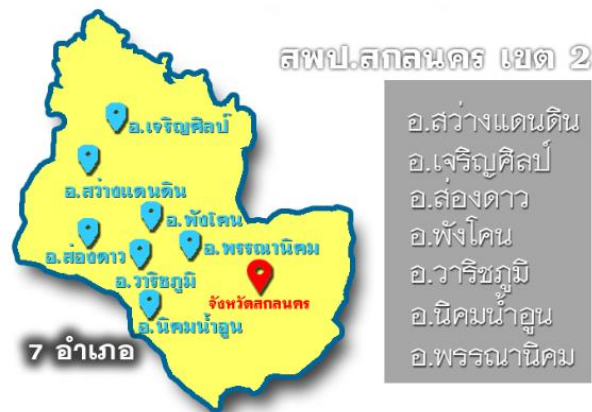 สพป.สกลนคร เขต 2
อ.สว่างแดนดิน
อ.เจริญศิลป์
อ.ส่องดาว
อ.พังโคน
อ.วาริชภูมิ
อ.นิคมน้ำอูน
อ.พรรณานิคม
อ.เจริญศิลป์
อ.สว่างแดนดิน
อ.พังโคน
อ.ส่องดาว
อ.พรรณานิคม
อ.วาริชภูมิ
จังหวัดสกลนคร
อ.นิคมน้ำอูน
7 อำเภอ